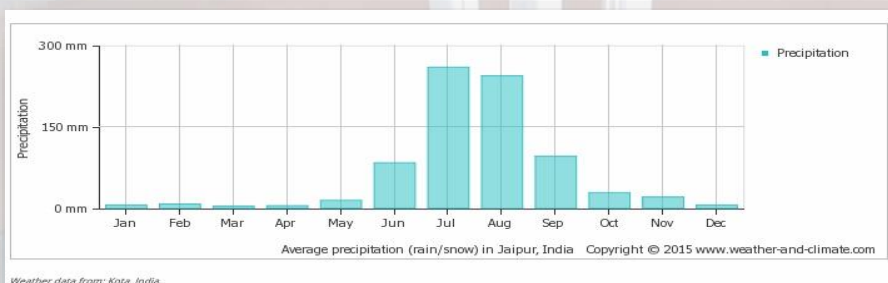 300 mm
Precipitation
150 mm
Precipitation
0 mm
Jan Feb Mar Apr May Jun Jul Aug Sep Oct Nov Dec
Average precipitation (rain/snow) in Jaipur, India Copyright © 2015 www.weather-and-climate.com
Weather data from: Kota, India